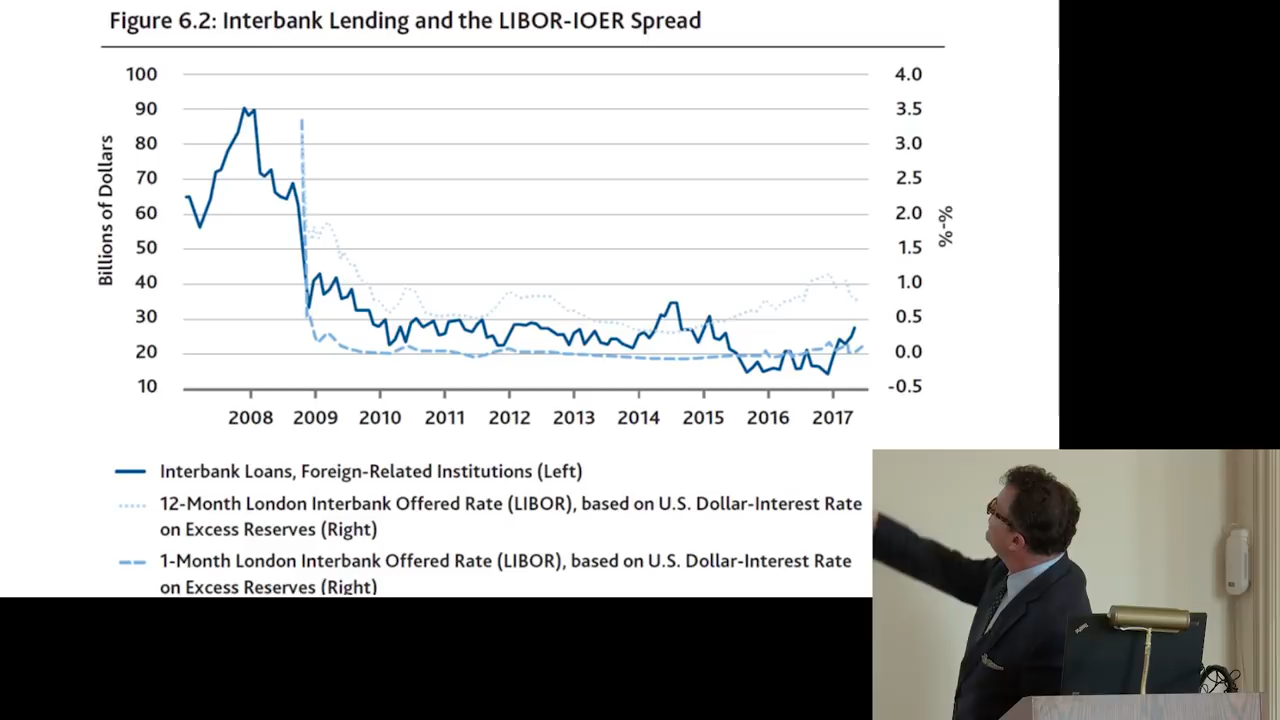 Figure 6.2: Interbank Lending and the LIBOR-IOER Spread
100
90
80
70
60
50
40
30
20
10
Billions of Dollars
4.0
3.5
3.0
2.5
2.0
1.5
1.0
0.5
0.0
-0.5
%-%
2008 2009 2010 2011 2012 2013 2014 2015 2016 2017
Interbank Loans, Foreign-Related Institutions (Left)
12-Month London Interbank Offered Rate (LIBOR), based on U.S. Dollar-Interest Rate
on Excess Reserves (Right)
1-Month London Interbank Offered Rate (LIBOR), based on U.S. Dollar-Interest Rate
on Excess Reserves (Right)